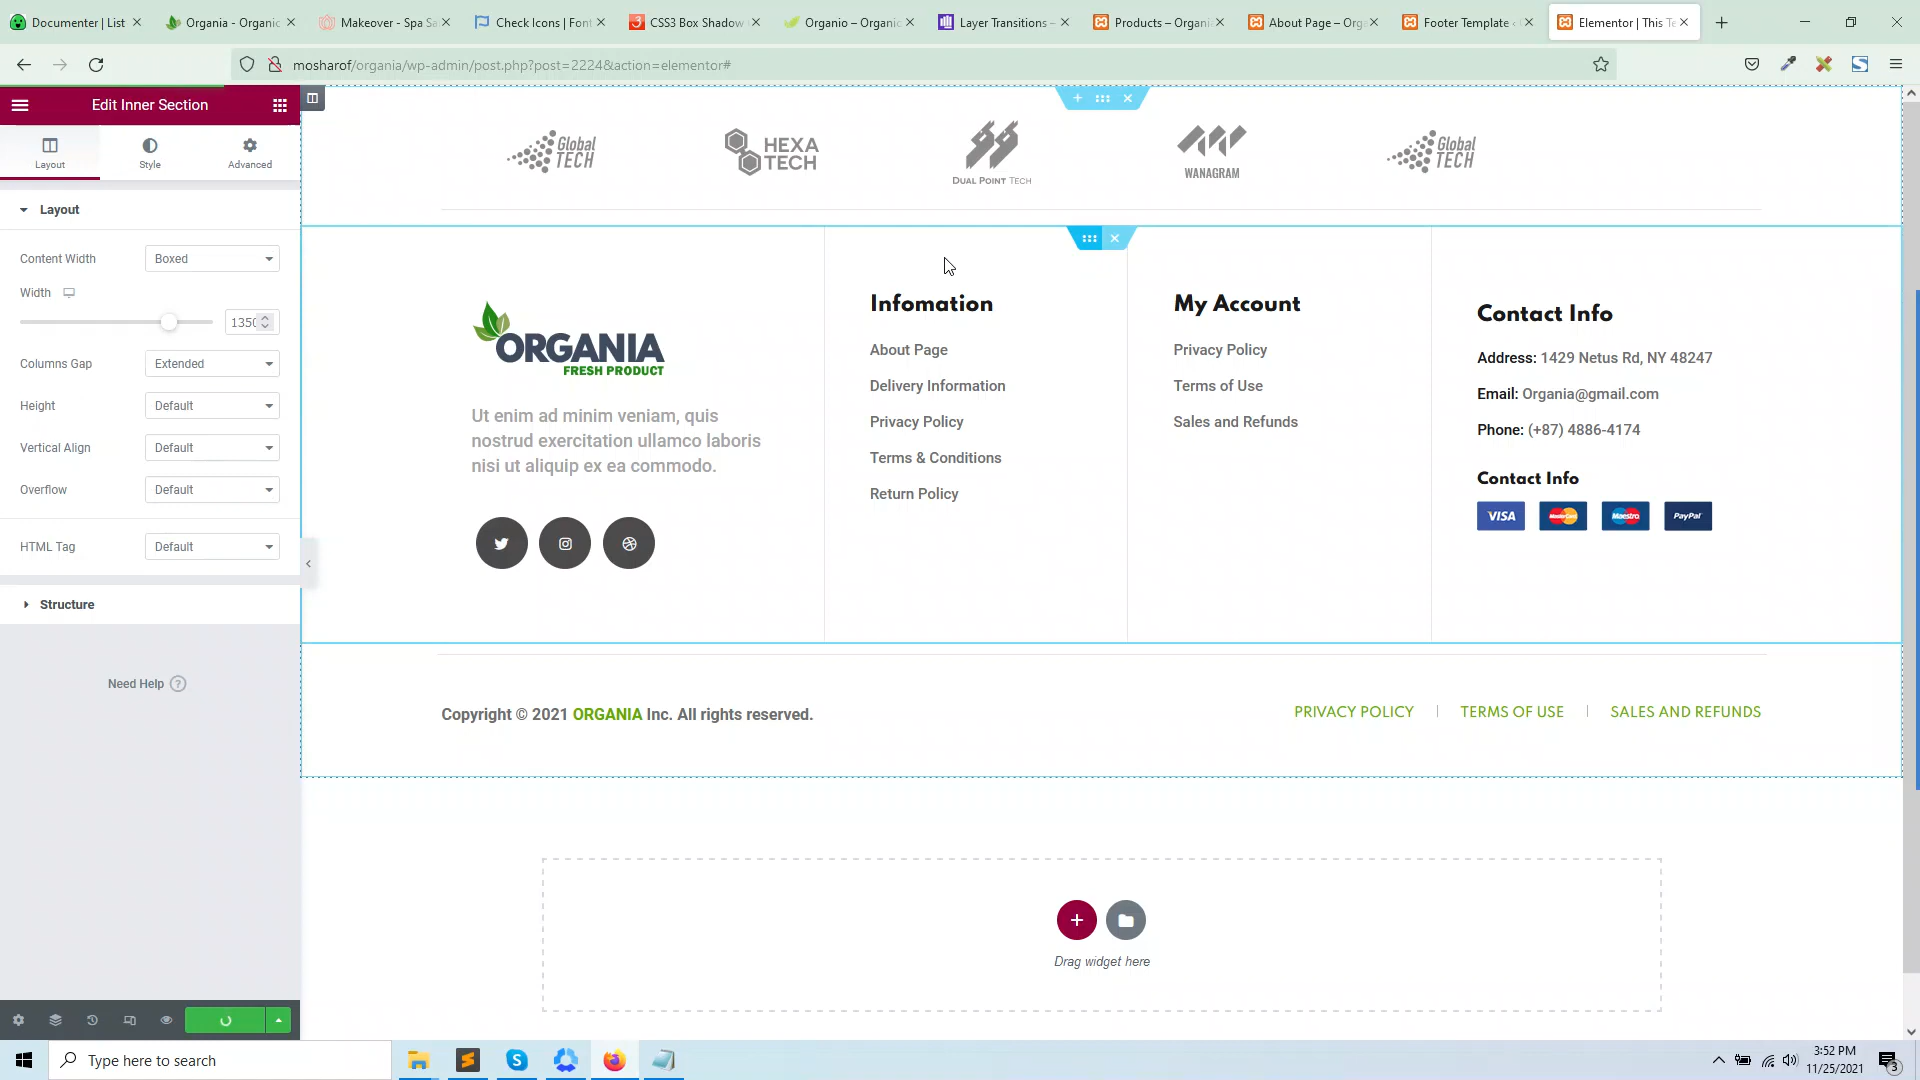 Documenter | List
Organia - Organic
Makeover - Spa Sa
Check Icons | Font
CSS3 Box Shadow
Organio – Organic
Layer Transitions –
Products – Organi
About Page – Orga
Footer Template ‹
Elementor | This Te
mosharof/organia/wp-admin/post.php?post=2224&action=elementor#
Edit Inner Section
Layout
Style
Advanced
Layout
Content Width
Boxed
Width
1350
Columns Gap
Extended
Height
Default
Vertical Align
Default
Overflow
Default
HTML Tag
Default
Structure
Need Help ?
Global TECH
HEXA TECH
DUAL POINT TECH
WANAGRAM
Global TECH
ORGANIA
FRESH PRODUCT
Ut enim ad minim veniam, quis
nostrud exercitation ullamco laboris
nisi ut aliquip ex ea commodo.
Infomation
About Page
Delivery Information
Privacy Policy
Terms & Conditions
Return Policy
My Account
Privacy Policy
Terms of Use
Sales and Refunds
Contact Info
Address: 1429 Netus Rd, NY 48247
Email: Organia@gmail.com
Phone: (+87) 4886-4174
Contact Info
VISA
MasterCard
Maestro
PayPal
Copyright © 2021 ORGANIA Inc. All rights reserved.
PRIVACY POLICY
TERMS OF USE
SALES AND REFUNDS
Drag widget here
Type here to search
3:52 PM
11/25/2021
3